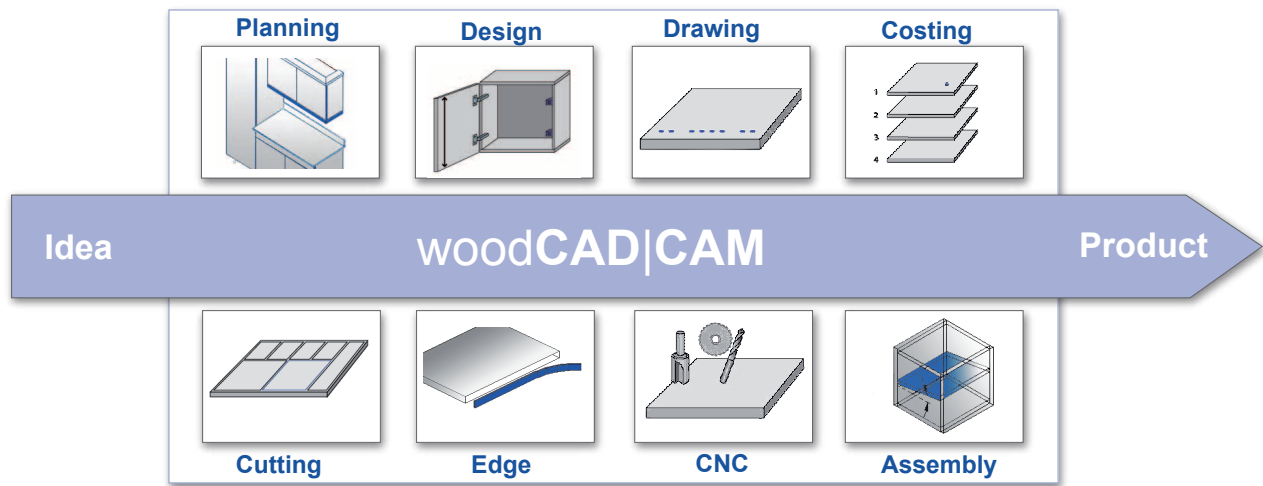 Planning
Design
Drawing
Costing
1
2
3
4
Idea
woodCAD|CAM
Product
Cutting
Edge
CNC
Assembly